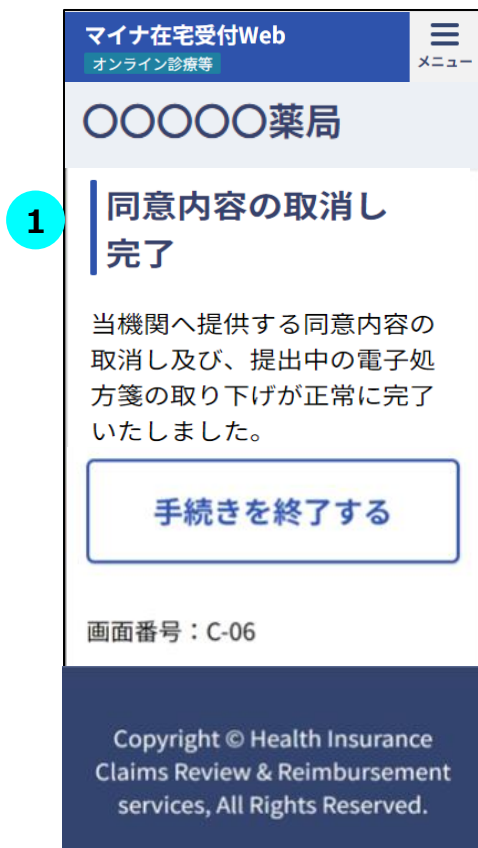 マイナ在宅受付Web
オンライン診療等
メニュー
〇〇〇〇〇薬局
1
同意内容の取消し
完了
当機関へ提供する同意内容の
取消し及び、提出中の電子処
方箋の取り下げが正常に完了
いたしました。
手続きを終了する
画面番号：C-06
Copyright © Health Insurance
Claims Review & Reimbursement
services, All Rights Reserved.